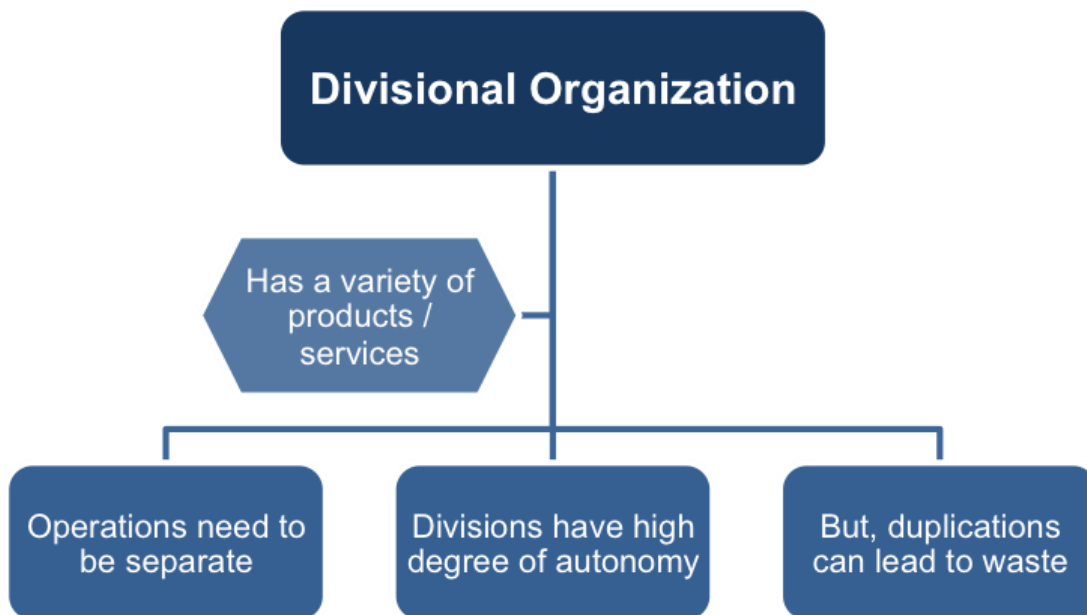 Divisional Organization
Has a variety of
products /
services
Operations need to
be separate
Divisions have high
degree of autonomy
But, duplications
can lead to waste